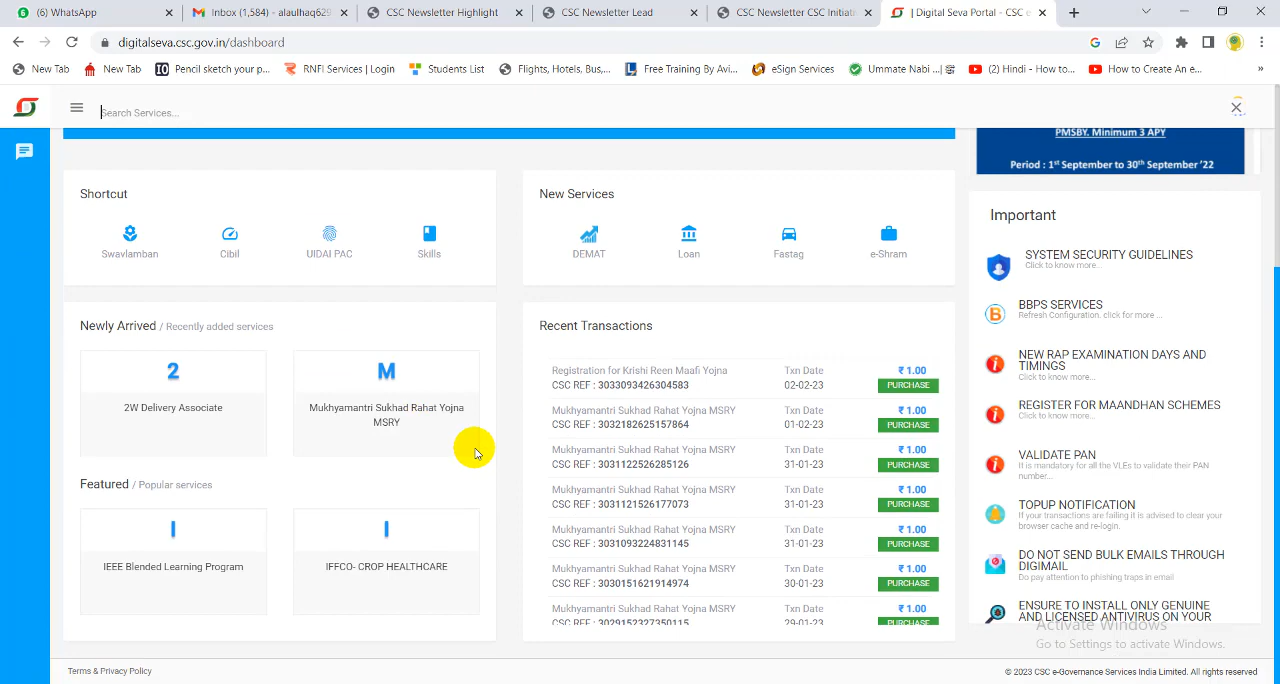 (6) WhatsApp
Inbox (1,584) - alaulhaq629
CSC Newsletter Highlight
CSC Newsletter Lead
CSC Newsletter CSC Initiati
| Digital Seva Portal - CSC e
digitalseva.csc.gov.in/dashboard
New Tab
New Tab
Pencil sketch your p...
RNFI Services | Login
Students List
Flights, Hotels, Bus,...
Free Training By Avi...
eSign Services
Ummate Nabi ...|
(2) Hindi - How to...
How to Create An e...
Search Services...
PMSBY. Minimum 3 APY
Period : 1st September to 30th September '22
Shortcut
Swavlamban
Cibil
UIDAI PAC
Skills
New Services
DEMAT
Loan
Fastag
e-Shram
Newly Arrived / Recently added services
2
2W Delivery Associate
M
Mukhyamantri Sukhad Rahat Yojna
MSRY
Featured / Popular services
I
IEEE Blended Learning Program
I
IFFCO- CROP HEALTHCARE
Recent Transactions
Registration for Krishi Reen Maafi Yojna Txn Date ₹ 1.00
CSC REF : 3033093426304583 02-02-23 PURCHASE
Mukhyamantri Sukhad Rahat Yojna MSRY Txn Date ₹ 1.00
CSC REF : 3032182625157864 01-02-23 PURCHASE
Mukhyamantri Sukhad Rahat Yojna MSRY Txn Date ₹ 1.00
CSC REF : 3031122526285126 31-01-23 PURCHASE
Mukhyamantri Sukhad Rahat Yojna MSRY Txn Date ₹ 1.00
CSC REF : 3031121526177073 31-01-23 PURCHASE
Mukhyamantri Sukhad Rahat Yojna MSRY Txn Date ₹ 1.00
CSC REF : 3031093224831145 31-01-23 PURCHASE
Mukhyamantri Sukhad Rahat Yojna MSRY Txn Date ₹ 1.00
CSC REF : 3030151621914974 30-01-23 PURCHASE
Mukhyamantri Sukhad Rahat Yojna MSRY Txn Date ₹ 1.00
CSC REF : 3029152327350115 29-01-23 PURCHASE
Important
SYSTEM SECURITY GUIDELINES
Click to know more...
BBPS SERVICES
Refresh Configuration, click for more ...
NEW RAP EXAMINATION DAYS AND
TIMINGS
Click to know more...
REGISTER FOR MAANDHAN SCHEMES
Click to know more...
VALIDATE PAN
It is mandatory for all the VLEs to validate their PAN
number...
TOPUP NOTIFICATION
If your transactions are failing it is advised to clear your
browser cache and re-login.
DO NOT SEND BULK EMAILS THROUGH
DIGIMAIL
Do pay attention to phishing traps in email
ENSURE TO INSTALL ONLY GENUINE
AND LICENSED ANTIVIRUS ON YOUR
Activate Windows
Go to Settings to activate Windows.
Terms & Privacy Policy
© 2023 CSC e-Governance Services India Limited. All rights reserved